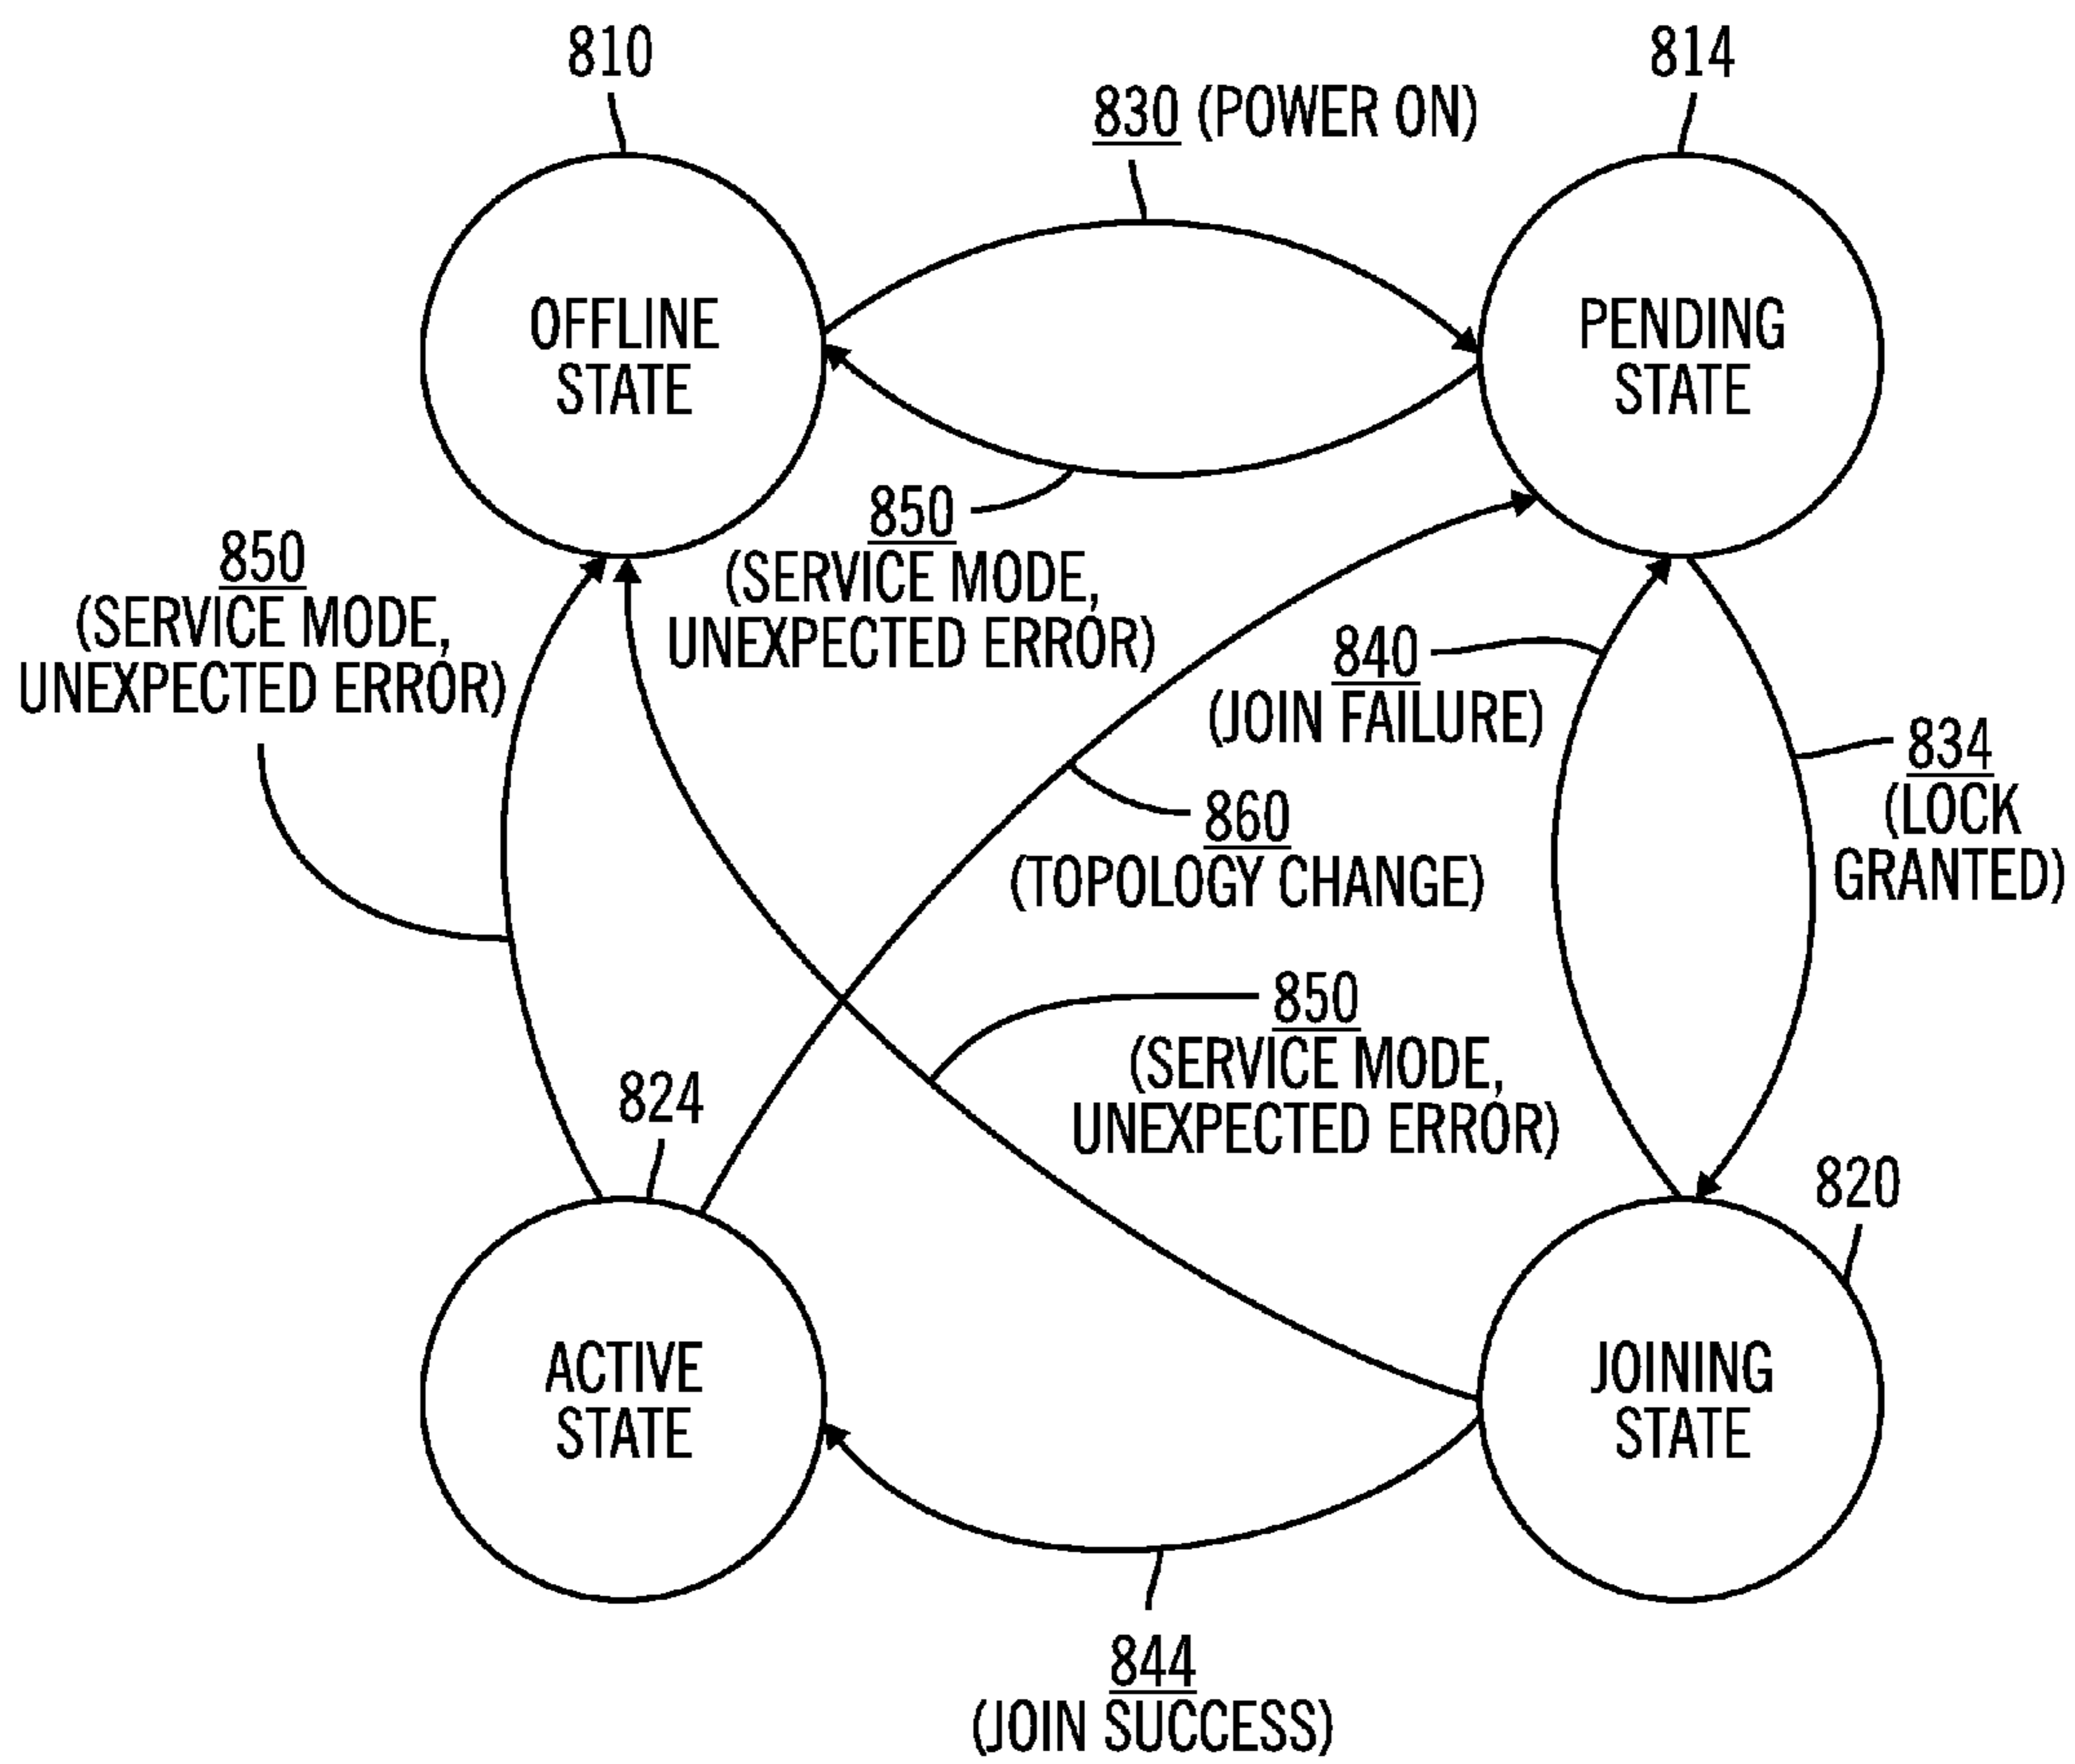 810
814
830 (POWER ON)
OFFLINE
STATE
PENDING
STATE
850
(SERVICE MODE,
UNEXPECTED ERROR)
850
(SERVICE MODE,
UNEXPECTED ERROR)
840
(JOIN FAILURE)
834
(LOCK
GRANTED)
860
(TOPOLOGY CHANGE)
850
(SERVICE MODE,
UNEXPECTED ERROR)
824
820
ACTIVE
STATE
JOINING
STATE
844
(JOIN SUCCESS)